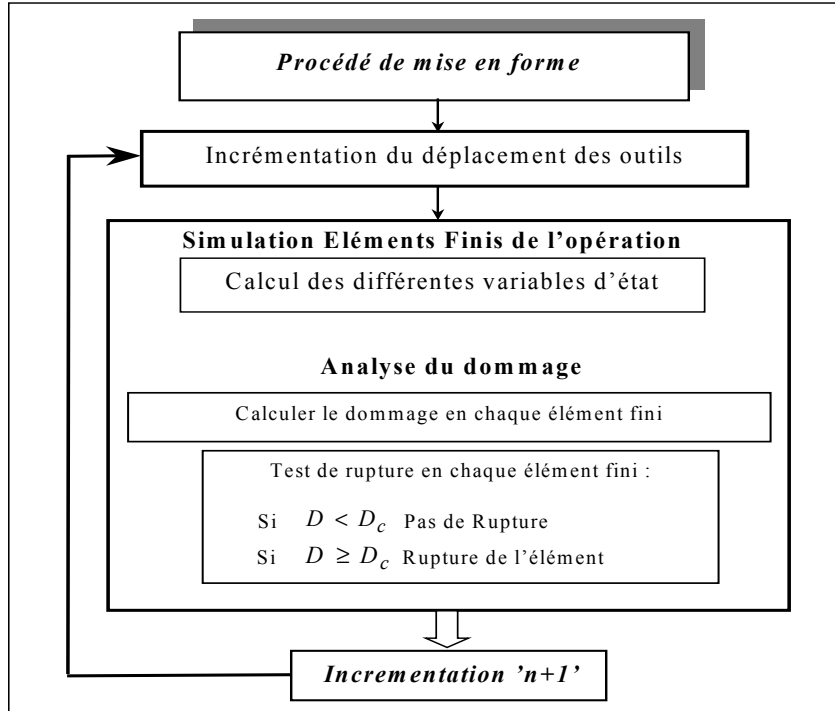 Procédé de mise en forme
Incrémentation du déplacement des outils
Simulation Eléments Finis de l'opération
Calcul des différentes variables d'état
Analyse du dommage
Calculer le dommage en chaque élément fini
Test de rupture en chaque élément fini :
Si D < D_c Pas de Rupture
Si D ≥ D_c Rupture de l'élément
Incrementation 'n+1'